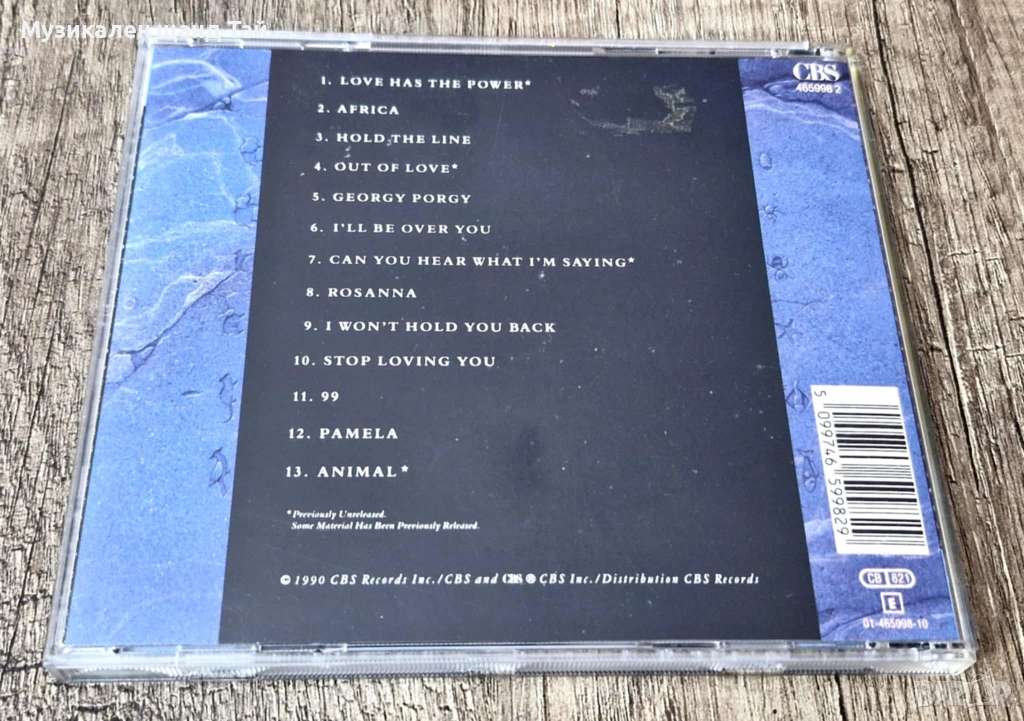 Музикаленщанд Тай
CBS
465998 2
1. LOVE HAS THE POWER*
2. AFRICA
3. HOLD THE LINE
4. OUT OF LOVE*
5. GEORGY PORGY
6. I'LL BE OVER YOU
7. CAN YOU HEAR WHAT I'M SAYING*
8. ROSANNA
9. I WON'T HOLD YOU BACK
10. STOP LOVING YOU
11. 99
12. PAMELA
13. ANIMAL*
*Previously Unreleased.
Some Material Has Been Previously Released.
© 1990 CBS Records Inc./CBS and CBS ® CBS Inc./Distribution CBS Records
5 099746 599829
CB 821
E
01-465998-10